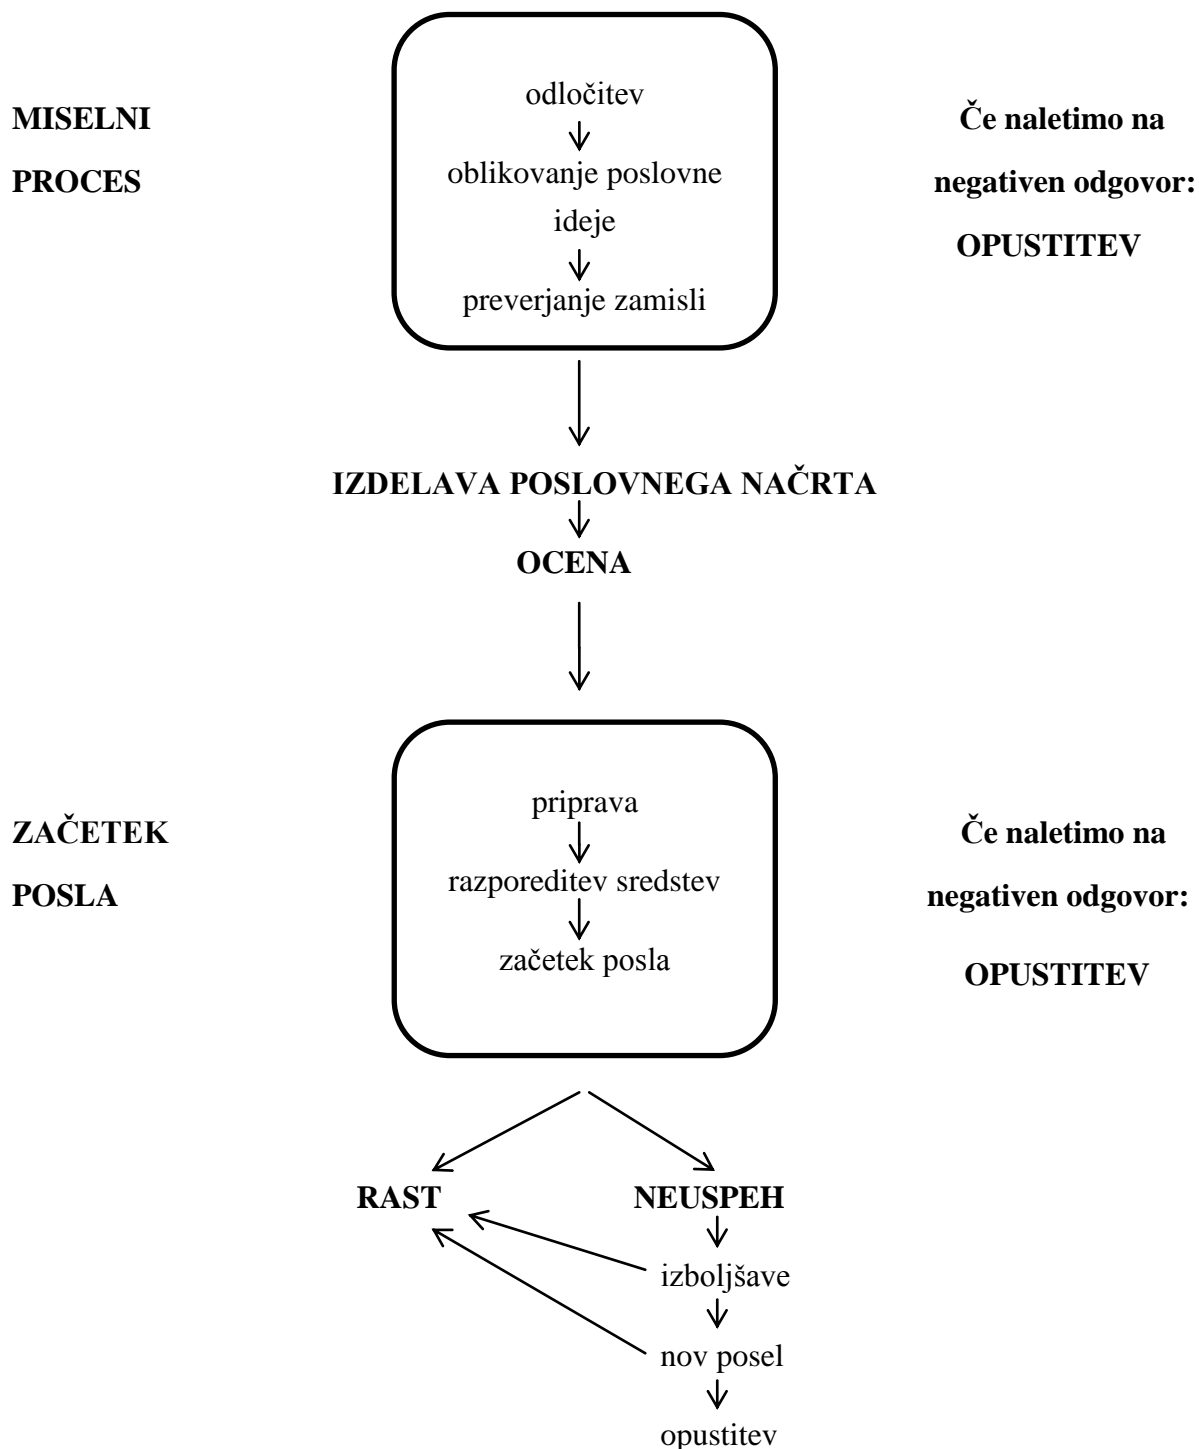 odločitev
MISELNI
PROCES
oblikovanje poslovne
ideje
preverjanje zamisli
Če naletimo na
negativen odgovor:
OPUSTITEV
IZDELAVA POSLOVNEGA NAČRTA
OCENA
ZAČETEK
POSLA
priprava
razporeditev sredstev
začetek posla
Če naletimo na
negativen odgovor:
OPUSTITEV
RAST
NEUSPEH
izboljšave
nov posel
opustitev